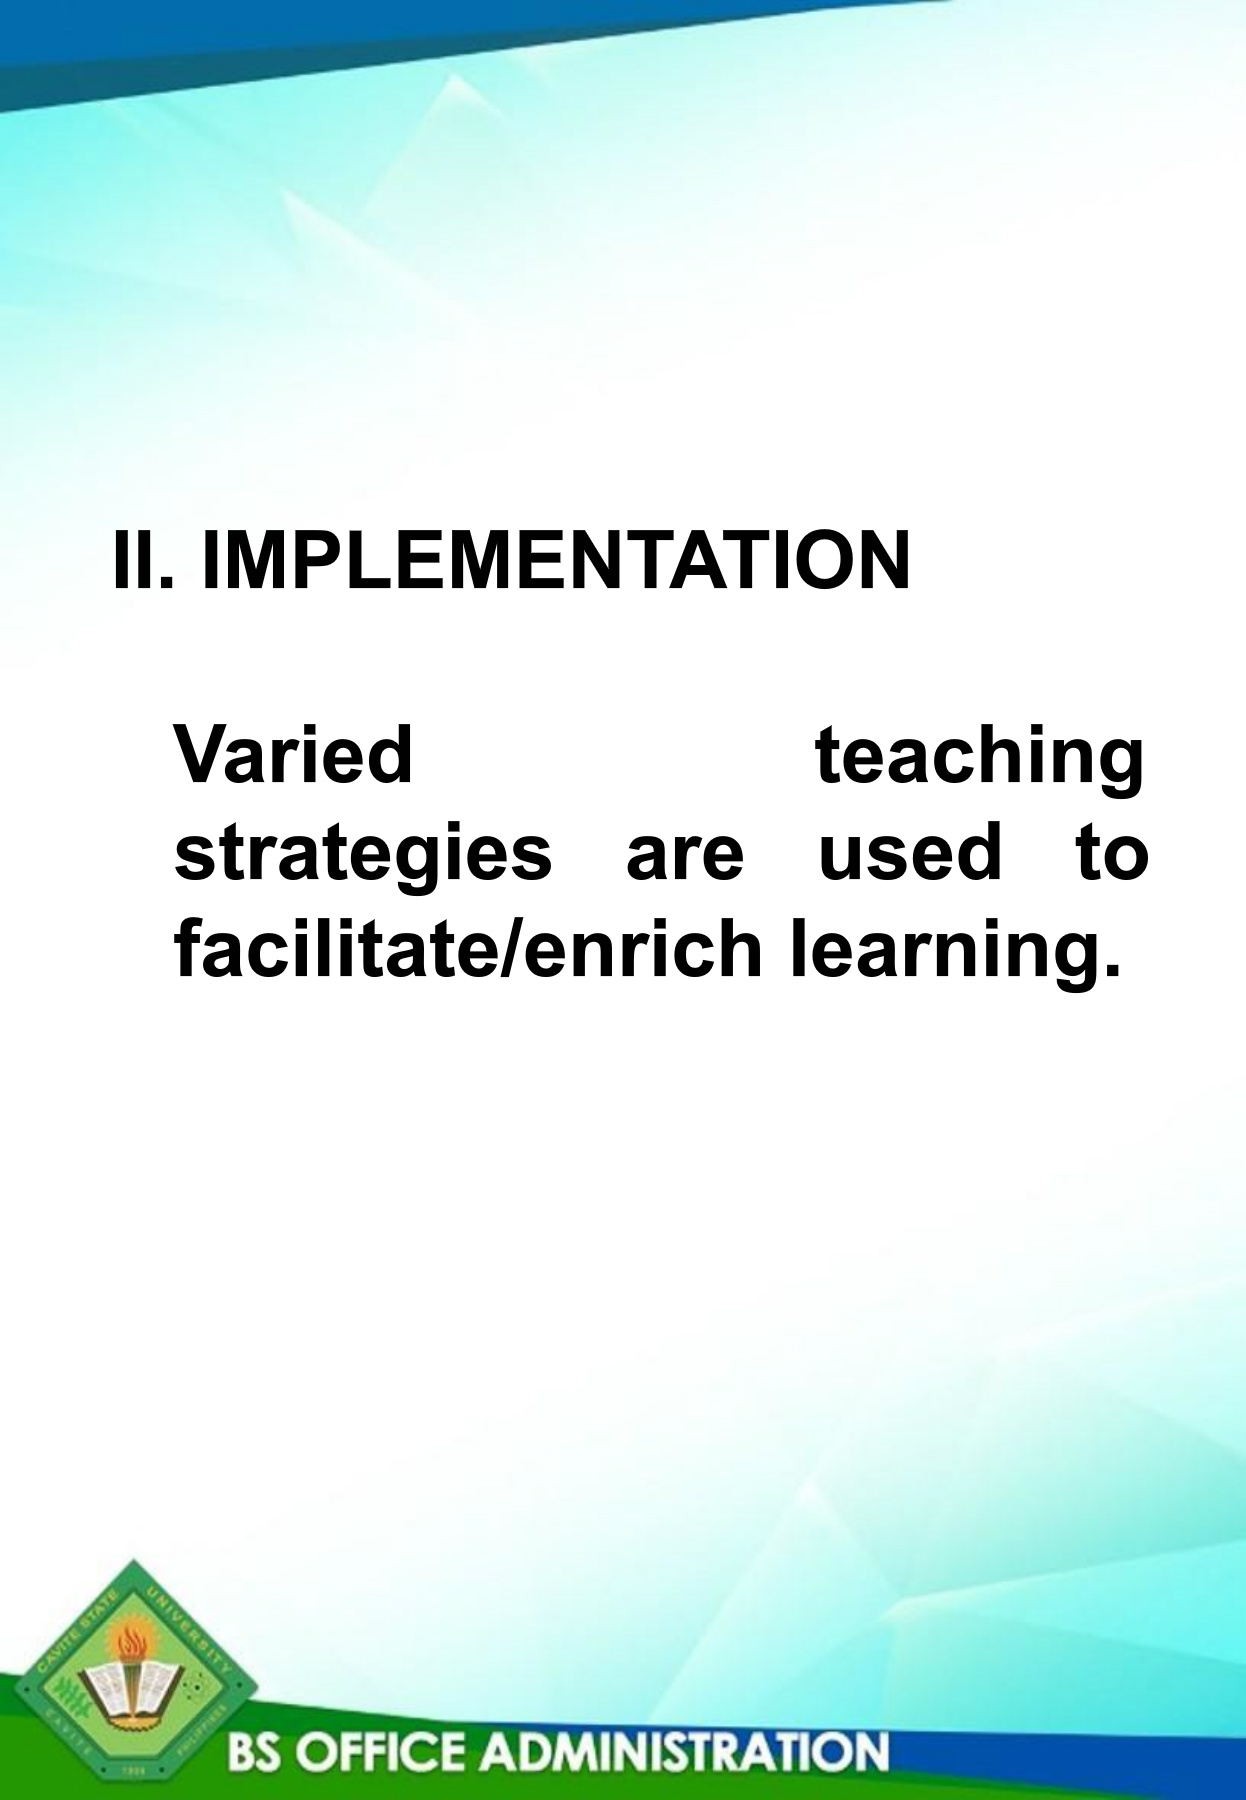 II. IMPLEMENTATION
Varied teaching
strategies are used to
facilitate/enrich learning.
CAVITE STATE UNIVERSITY
CAVITE PHILIPPINES
1906
BS OFFICE ADMINISTRATION